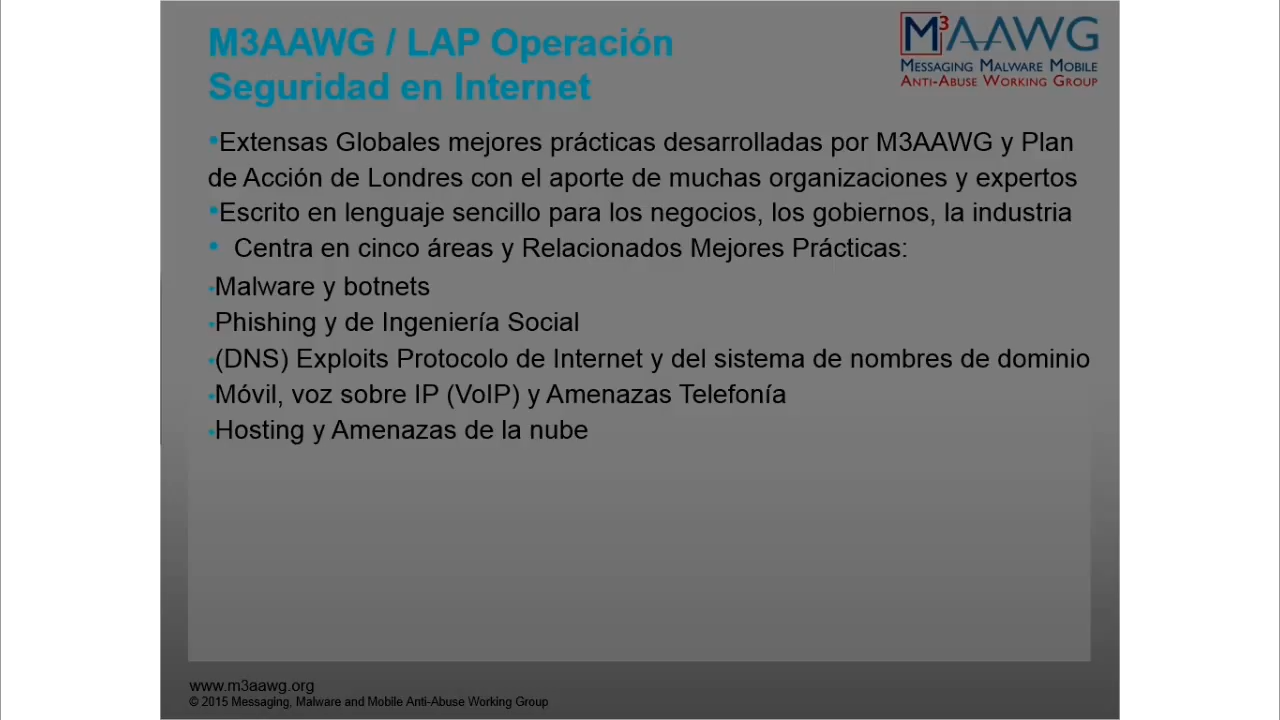 M3AAWG / LAP Operación
Seguridad en Internet
M3AAWG
MESSAGING MALWARE MOBILE
ANTI-ABUSE WORKING GROUP
•Extensas Globales mejores prácticas desarrolladas por M3AAWG y Plan
de Acción de Londres con el aporte de muchas organizaciones y expertos
•Escrito en lenguaje sencillo para los negocios, los gobiernos, la industria
• Centra en cinco áreas y Relacionados Mejores Prácticas:
•Malware y botnets
•Phishing y de Ingeniería Social
•(DNS) Exploits Protocolo de Internet y del sistema de nombres de dominio
•Móvil, voz sobre IP (VoIP) y Amenazas Telefonía
•Hosting y Amenazas de la nube
www.m3aawg.org
© 2015 Messaging, Malware and Mobile Anti-Abuse Working Group